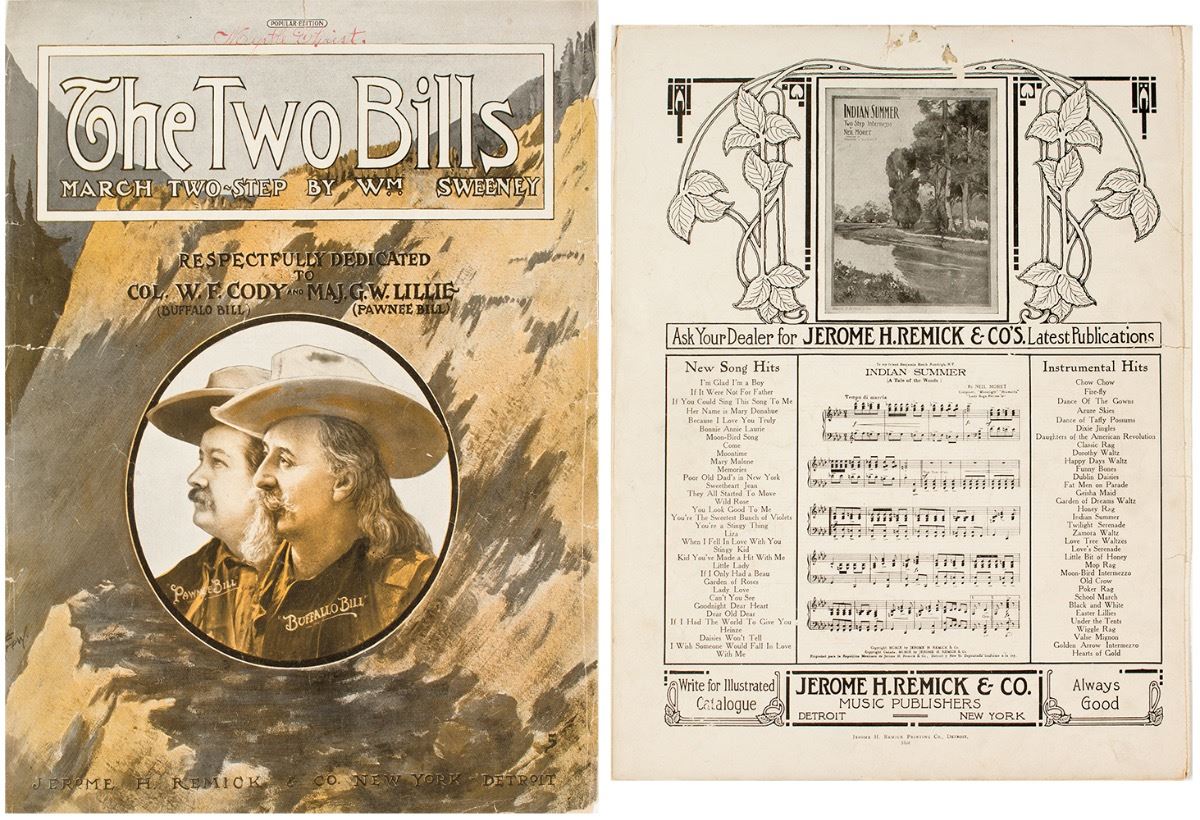 POPULAR EDITION
The Two Bills
MARCH TWO-STEP BY WM SWEENEY
RESPECTFULLY DEDICATED
TO
COL. W. F. CODY AND MAJ. G. W. LILLIE
(BUFFALO BILL) (PAWNEE BILL)
PAWNEE BILL
"BUFFALO BILL"
5
JEROME H. REMICK & CO. NEW YORK DETROIT
INDIAN SUMMER
Two Step Intermezzo
BY
NEIL MORET
Ask Your Dealer for JEROME H. REMICK & CO'S. Latest Publications
New Song Hits
I'm Glad I'm a Boy
If It Were Not For Father
If You Could Sing This Song To Me
Her Name is Mary Donahue
Because I Love You Truly
Bonnie Annie Laurie
Moon-Bird Song
Come
Moontime
Mary Malone
Memories
Poor Old Dad's in New York
Sweetheart Jean
They All Started To Move
Wild Rose
You Look Good To Me
You're The Sweetest Bunch of Violets
You're a Stingy Thing
Liza
When I Fell In Love With You
Stingy Kid
Kid You've Made a Hit With Me
Little Lady
If I Only Had a Beau
Garden of Roses
Lady Love
Can't You See
Goodnight Dear Heart
Dear Old Dear
If I Had The World To Give You
Heinze
Daisies Won't Tell
I Wish Someone Would Fall In Love
With Me
INDIAN SUMMER
(A Tale of the Woods)
By NEIL MORET
Tempo di marcia
Copyright MCMIX by JEROME H. REMICK & Co.
Copyright Canada MCMIX by JEROME H. REMICK & Co.
Instrumental Hits
Chow Chow
Fire-fly
Dance Of The Gowns
Azure Skies
Dance of Taffy Possums
Dixie Jingles
Daughters of the American Revolution
Classic Rag
Dorothy Waltz
Happy Days Waltz
Funny Bones
Dublin Daisies
Fat Men on Parade
Geisha Maid
Garden of Dreams Waltz
Honey Rag
Indian Summer
Twilight Serenade
Zamora Waltz
Love Tree Waltzes
Love's Serenade
Little Bit of Honey
Mop Rag
Moon-Bird Intermezzo
Old Crow
Poker Rag
School March
Black and White
Easter Lillies
Under the Tents
Wiggle Rag
Valse Mignon
Golden Arrow Intermezzo
Hearts of Gold
Write for Illustrated
Catalogue
JEROME H. REMICK & CO.
MUSIC PUBLISHERS
DETROIT NEW YORK
Always
Good
JEROME H. REMICK PRINTING CO., DETROIT,